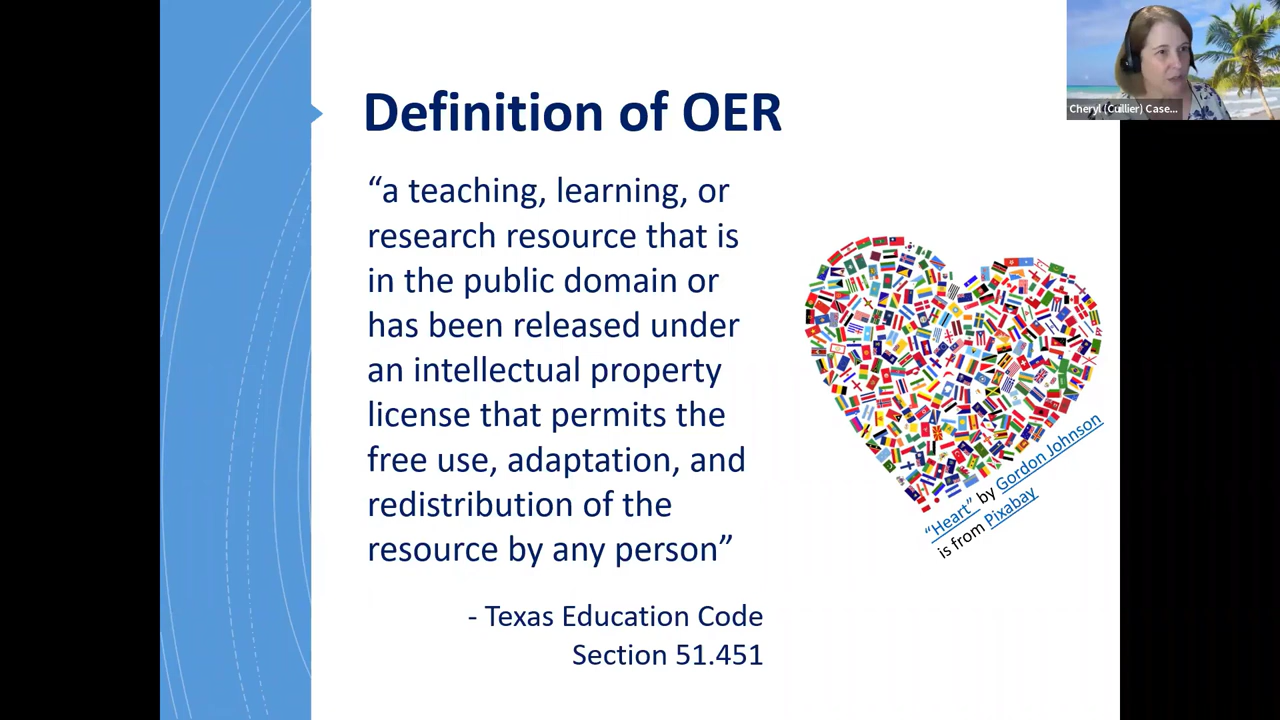 Definition of OER
“a teaching, learning, or
research resource that is
in the public domain or
has been released under
an intellectual property
license that permits the
free use, adaptation, and
redistribution of the
resource by any person”
- Texas Education Code
Section 51.451
“Heart” by Gordon Johnson
is from Pixabay
Cheryl (Cullier) Case...